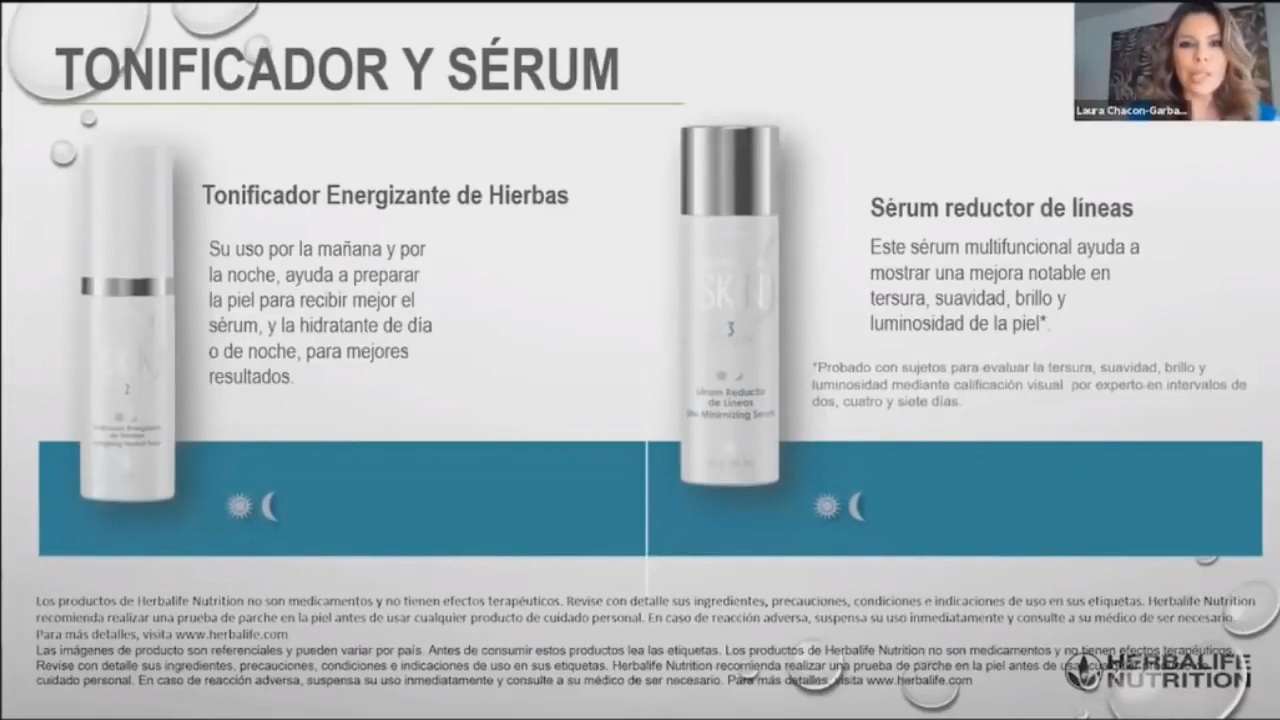 TONIFICADOR Y SÉRUM
Laura Chacon-Garba...
Tonificador Energizante de Hierbas
Su uso por la mañana y por
la noche, ayuda a preparar
la piel para recibir mejor el
sérum, y la hidratante de día
o de noche, para mejores
resultados.
2
Sérum reductor de líneas
Este sérum multifuncional ayuda a
mostrar una mejora notable en
tersura, suavidad, brillo y
luminosidad de la piel*.
*Probado con sujetos para evaluar la tersura, suavidad, brillo y
luminosidad mediante calificación visual por experto en intervalos de
dos, cuatro y siete días.
SKIN
3
Sérum Reductor
de Líneas
Minimizing Serum
Los productos de Herbalife Nutrition no son medicamentos y no tienen efectos terapéuticos. Revise con detalle sus ingredientes, precauciones, condiciones e indicaciones de uso en sus etiquetas. Herbalife Nutrition
recomienda realizar una prueba de parche en la piel antes de usar cualquier producto de cuidado personal. En caso de reacción adversa, suspensa su uso inmediatamente y consulte a su médico de ser necesario.
Para más detalles, visita www.herbalife.com
Las imágenes de producto son referenciales y pueden variar por país. Antes de consumir estos productos lea las etiquetas. Los productos de Herbalife Nutrition no son medicamentos y no tienen efectos terapéuticos.
Revise con detalle sus ingredientes, precauciones, condiciones e indicaciones de uso en sus etiquetas. Herbalife Nutrition recomienda realizar una prueba de parche en la piel antes de
cuidado personal. En caso de reacción adversa, suspensa su uso inmediatamente y consulte a su médico de ser necesario. Para más detalles, visita www.herbalife.com
HERBALIFE
NUTRITION